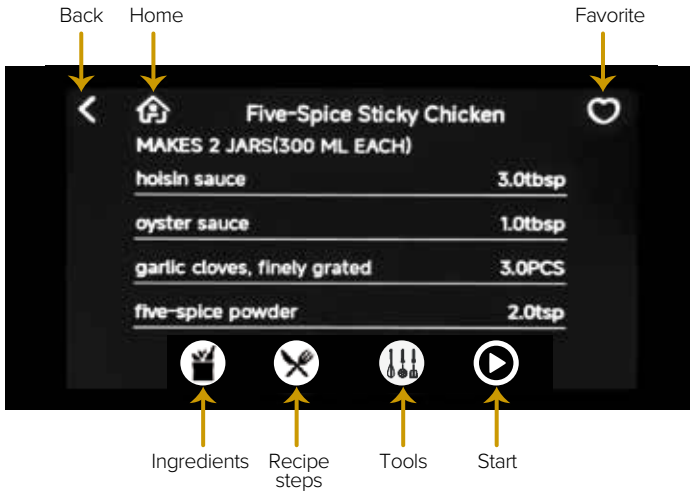 Back Home Favorite
Five-Spice Sticky Chicken
MAKES 2 JARS(300 ML EACH)
hoisin sauce 3.0tbsp
oyster sauce 1.0tbsp
garlic cloves, finely grated 3.0PCS
five-spice powder 2.0tsp
Ingredients Recipe Tools Start
steps